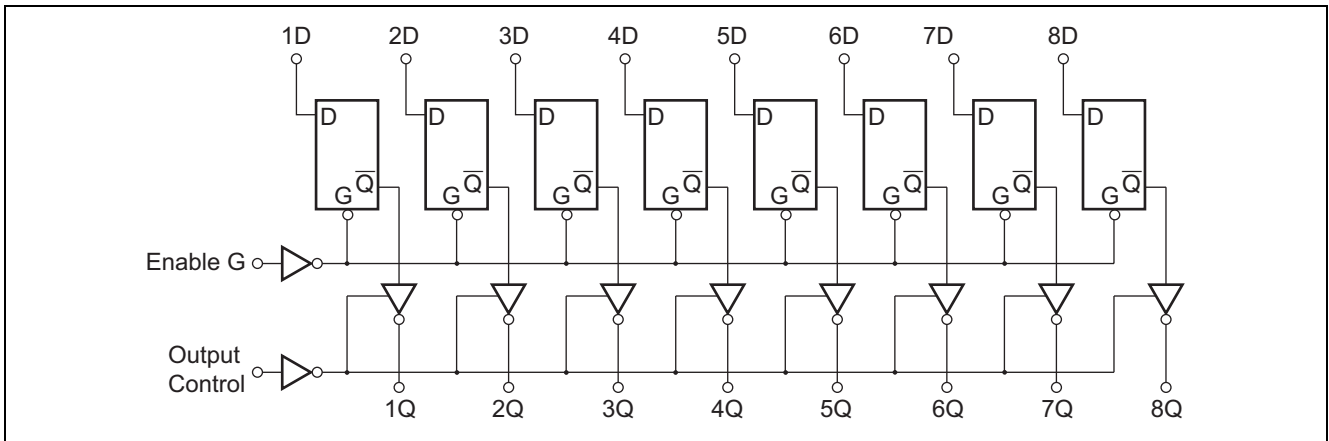 1D 2D 3D 4D 5D 6D 7D 8D
D D D D D D D D
Q̅ Q̅ Q̅ Q̅ Q̅ Q̅ Q̅ Q̅
G G G G G G G G
Enable G
Output
Control
1Q 2Q 3Q 4Q 5Q 6Q 7Q 8Q